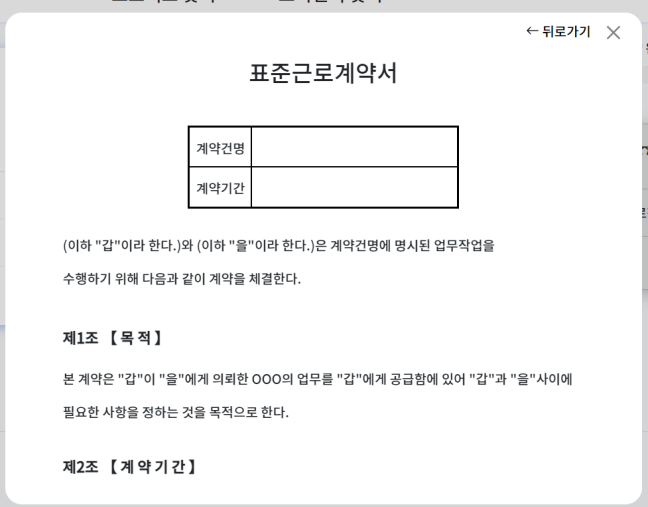 ← 뒤로가기 ×
표준근로계약서
계약건명
계약기간
(이하 "갑"이라 한다.)와 (이하 "을"이라 한다.)은 계약건명에 명시된 업무작업을
수행하기 위해 다음과 같이 계약을 체결한다.
제1조 【 목 적 】
본 계약은 "갑"이 "을"에게 의뢰한 OOO의 업무를 "갑"에게 공급함에 있어 "갑"과 "을"사이에
필요한 사항을 정하는 것을 목적으로 한다.
제2조 【 계 약 기 간 】